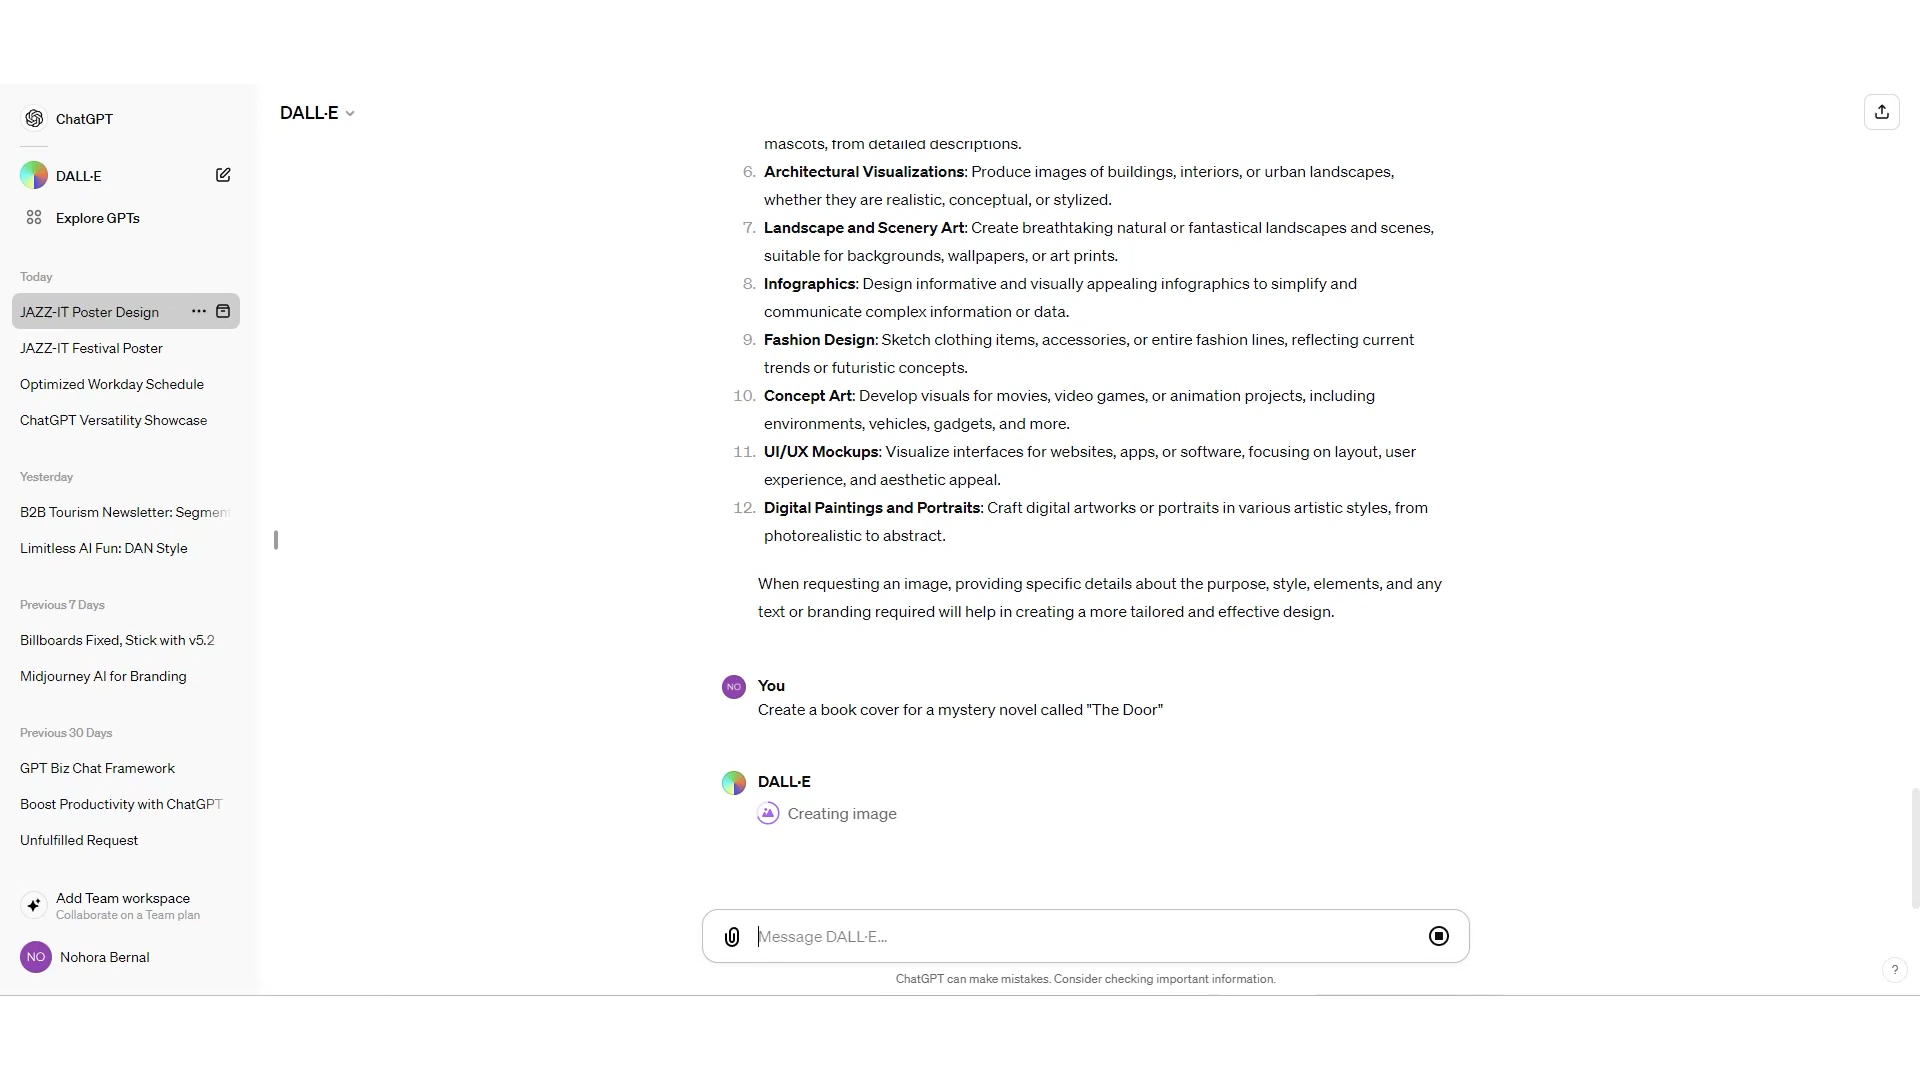 ChatGPT
DALL·E
Explore GPTs
Today
JAZZ-IT Poster Design
JAZZ-IT Festival Poster
Optimized Workday Schedule
ChatGPT Versatility Showcase
Yesterday
B2B Tourism Newsletter: Segment
Limitless AI Fun: DAN Style
Previous 7 Days
Billboards Fixed, Stick with v5.2
Midjourney AI for Branding
Previous 30 Days
GPT Biz Chat Framework
Boost Productivity with ChatGPT
Unfulfilled Request
Add Team workspace
Collaborate on a Team plan
NO Nohora Bernal
DALL·E
mascots, from detailed descriptions.
6. Architectural Visualizations: Produce images of buildings, interiors, or urban landscapes,
whether they are realistic, conceptual, or stylized.
7. Landscape and Scenery Art: Create breathtaking natural or fantastical landscapes and scenes,
suitable for backgrounds, wallpapers, or art prints.
8. Infographics: Design informative and visually appealing infographics to simplify and
communicate complex information or data.
9. Fashion Design: Sketch clothing items, accessories, or entire fashion lines, reflecting current
trends or futuristic concepts.
10. Concept Art: Develop visuals for movies, video games, or animation projects, including
environments, vehicles, gadgets, and more.
11. UI/UX Mockups: Visualize interfaces for websites, apps, or software, focusing on layout, user
experience, and aesthetic appeal.
12. Digital Paintings and Portraits: Craft digital artworks or portraits in various artistic styles, from
photorealistic to abstract.
When requesting an image, providing specific details about the purpose, style, elements, and any
text or branding required will help in creating a more tailored and effective design.
NO You
Create a book cover for a mystery novel called "The Door"
DALL·E
Creating image
Message DALL·E...
ChatGPT can make mistakes. Consider checking important information.
?